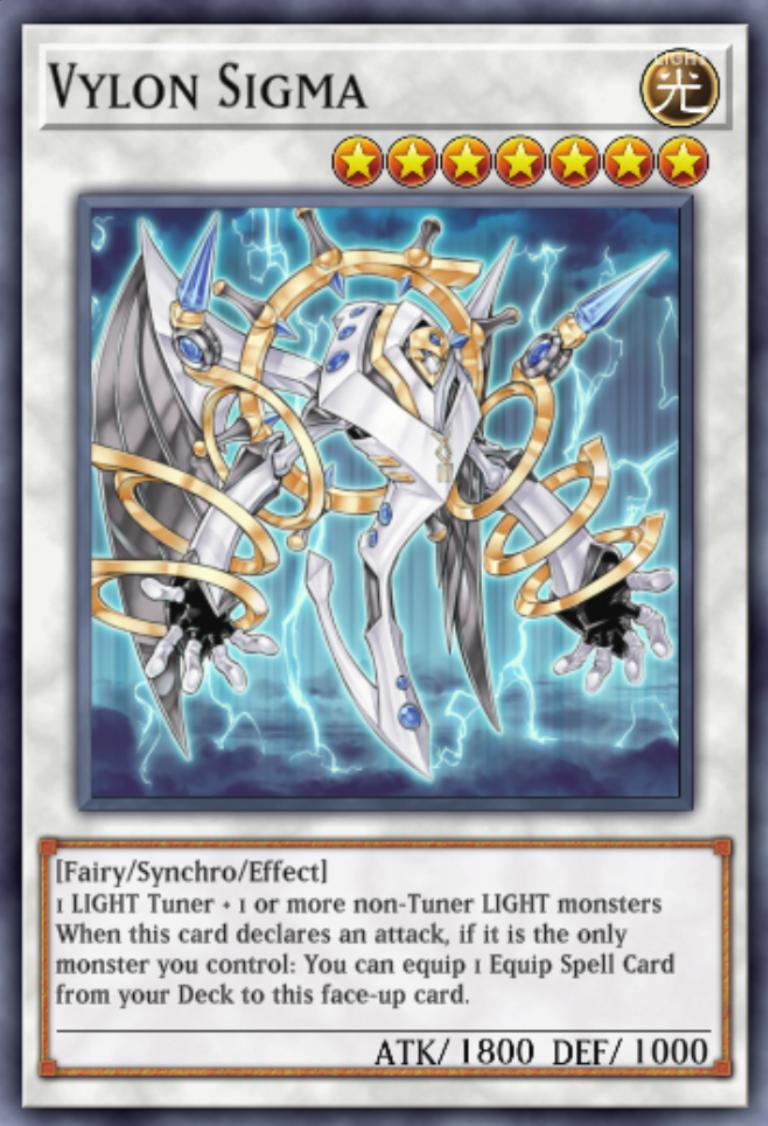 VYLON SIGMA
LIGHT
光
[Fairy/Synchro/Effect]
1 LIGHT Tuner + 1 or more non-Tuner LIGHT monsters
When this card declares an attack, if it is the only
monster you control: You can equip 1 Equip Spell Card
from your Deck to this face-up card.
ATK/ 1800 DEF/ 1000